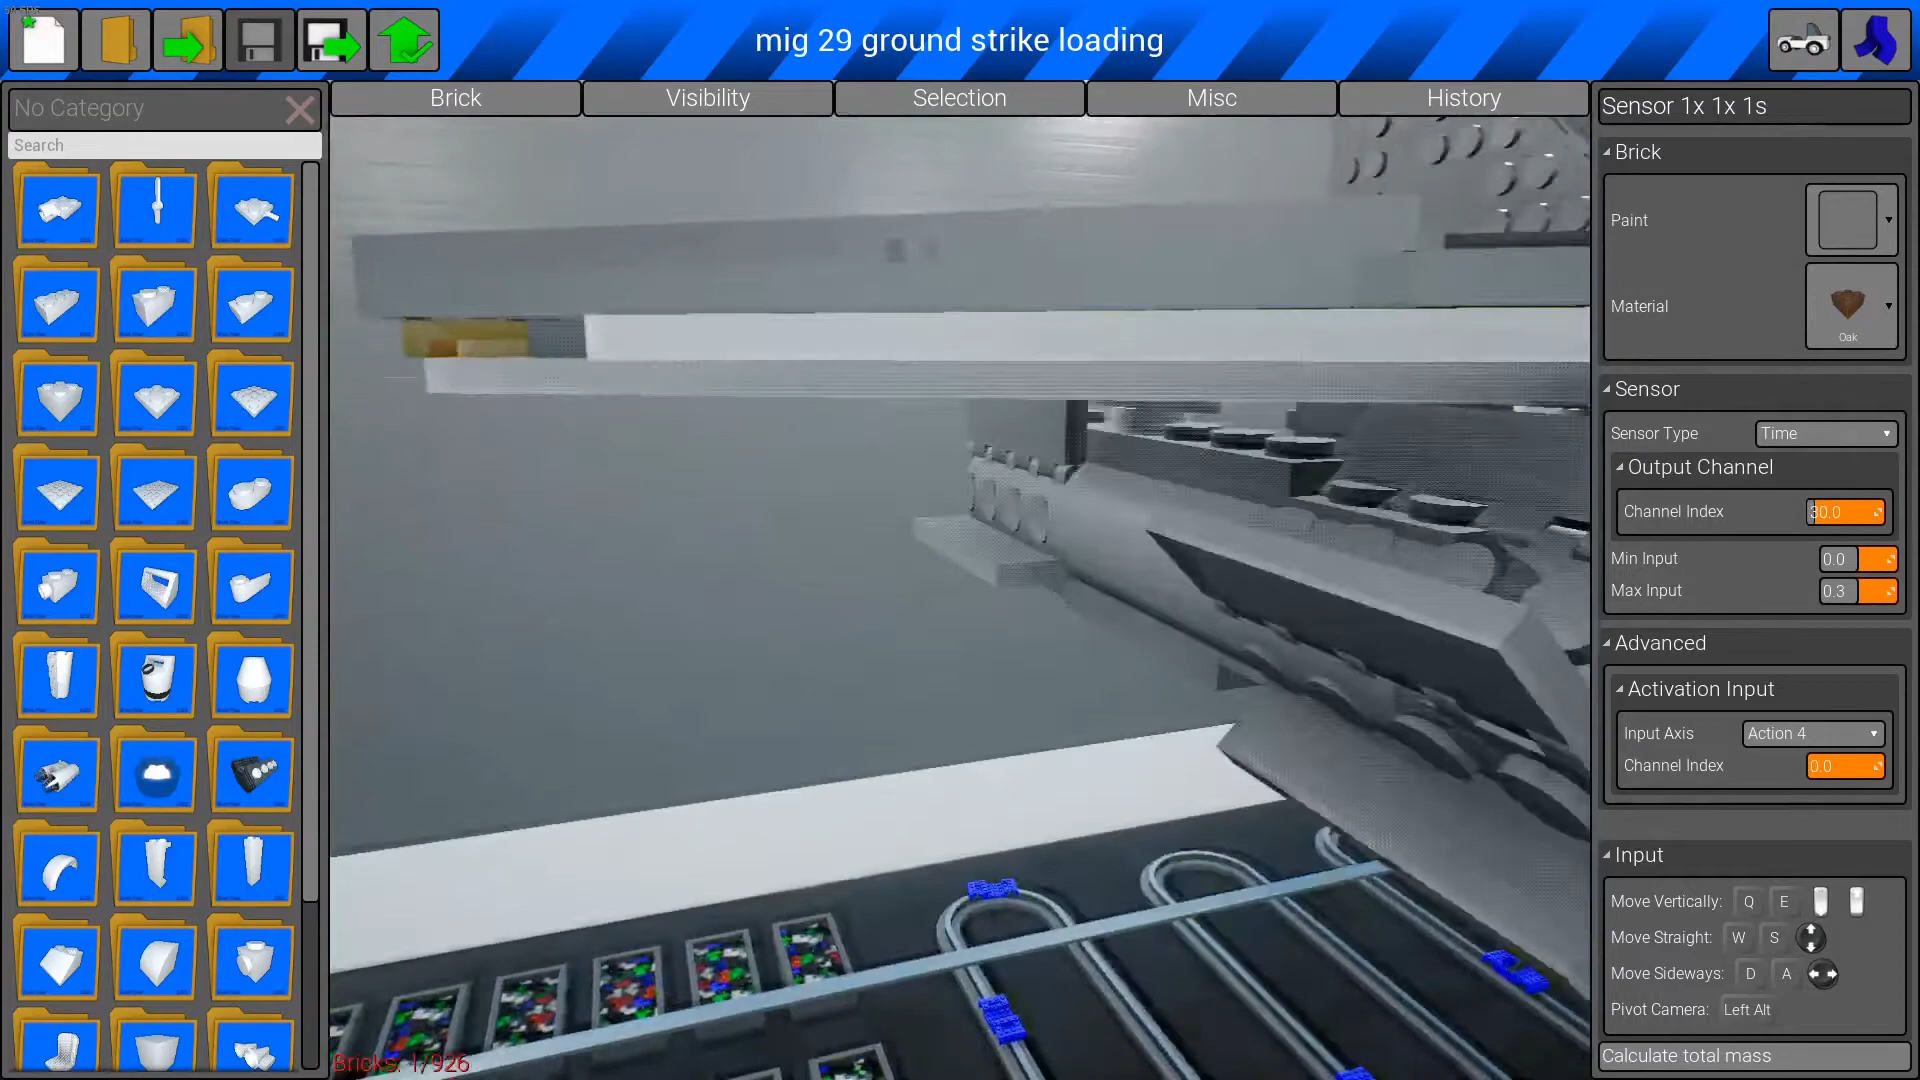 mig 29 ground strike loading
No Category
Search
Brick
Visibility
Selection
Misc
History
Sensor 1x 1x 1s
Brick
Paint
Material
Oak
Sensor
Sensor Type
Time
Output Channel
Channel Index
30.0
Min Input
0.0
Max Input
0.3
Advanced
Activation Input
Input Axis
Action 4
Channel Index
0.0
Input
Move Vertically: Q E
Move Straight: W S
Move Sideways: D A
Pivot Camera: Left Alt
Calculate total mass
Bricks: 1/926